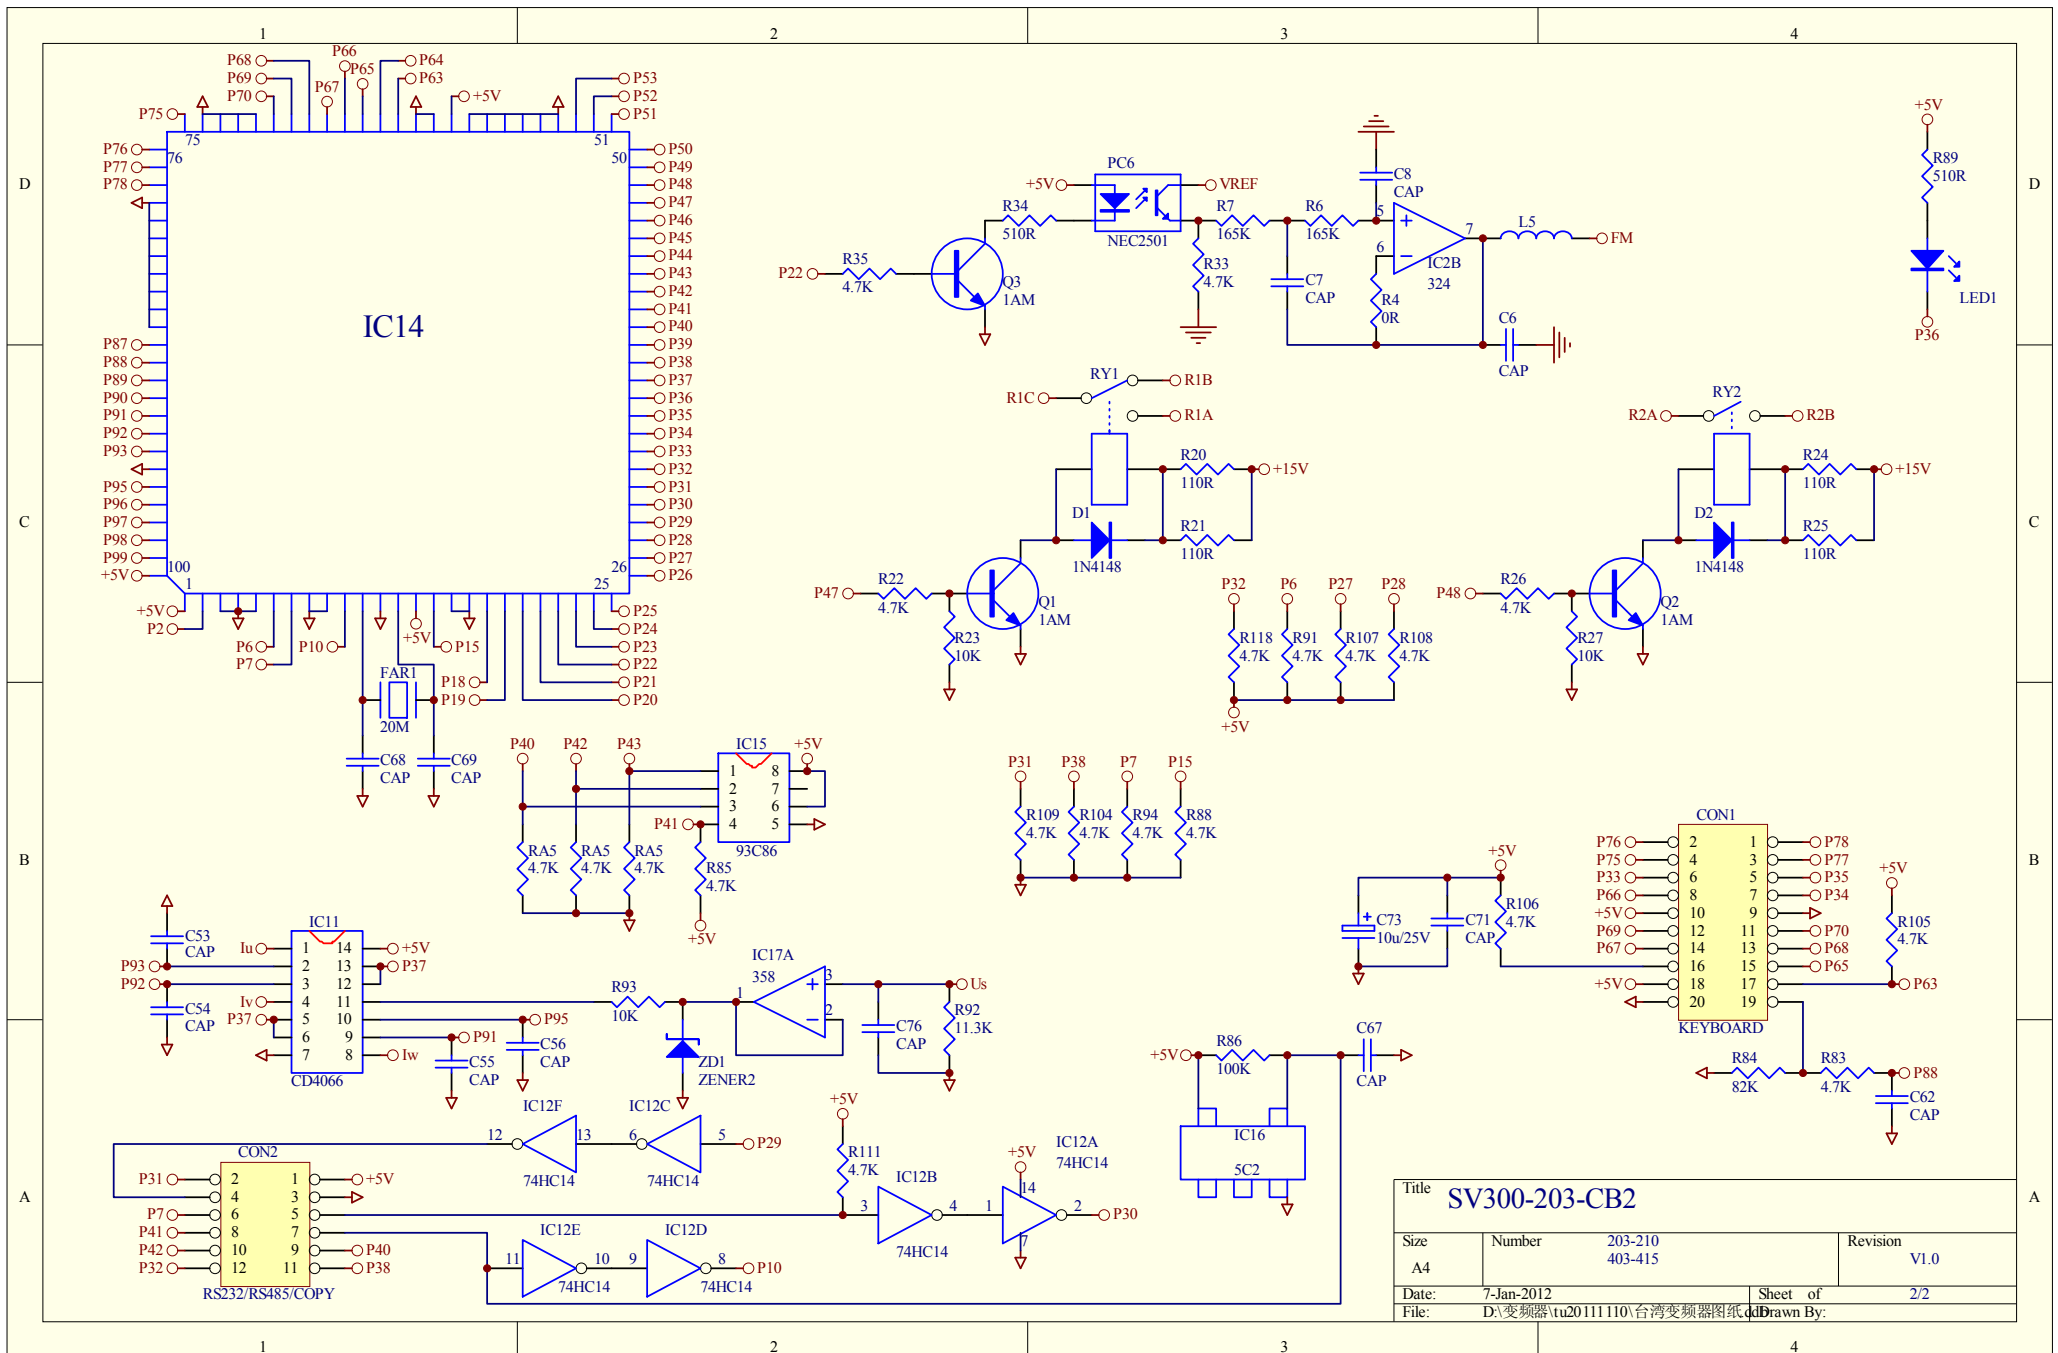 1 2 3 4
P68 P66 P64
P69 P65 P63 P53
P70 P67 +5V P52
P75 P51
75 51
76 50
P76 P50
P77 P49
P78 P48
P47
P46
P45
P44
P43
P42
P41
P40
IC14
P87 P39
P88 P38
P89 P37
P90 P36
P91 P35
P92 P34
P93 P33
P32
P95 P31
P96 P30
P97 P29
P98 P28
P99 P27
+5V P26
100 26
1 25
+5V P25
P2 P24
P6 P10 +5V P15 P23
P7 P22
P18 P21
P19 P20
FAR1
20M
C68
CAP
C69
CAP
D D
C C
B B
A A
P22
R35
4.7K
Q3
1AM
R34
510R
+5V
PC6
NEC2501
VREF
R7
165K
R6
165K
R33
4.7K
C7
CAP
C8
CAP
5
6
7
R4
0R
IC2B
324
L5
FM
C6
CAP
+5V
R89
510R
LED1
P36
RY1
R1C
R1B
R1A
R20
110R
+15V
D1
1N4148
R21
110R
P47
R22
4.7K
R23
10K
Q1
1AM
RY2
R2A
R2B
R24
110R
+15V
D2
1N4148
R25
110R
P48
R26
4.7K
R27
10K
Q2
1AM
P32 P6 P27 P28
R118 R91 R107 R108
4.7K 4.7K 4.7K 4.7K
+5V
P31 P38 P7 P15
R109 R104 R94 R88
4.7K 4.7K 4.7K 4.7K
P40 P42 P43
IC15
+5V
1 8
2 7
3 6
P41 4 5
93C86
RA5 RA5 RA5 R85
4.7K 4.7K 4.7K 4.7K
+5V
C53
CAP
C54
CAP
IC11
Iu 1 14 +5V
P93 2 13 P37
P92 3 12
Iv 4 11
P37 5 10 P95
6 9 P91
7 8 Iw
CD4066
C55
CAP
C56
CAP
R93
10K
ZD1
ZENER2
IC17A
358
1
3
2
Us
C76
CAP
R92
11.3K
+5V
C73
10u/25V
C71
CAP
R106
4.7K
CON1
P76 2 1 P78
P75 4 3 P77
P33 6 5 P35
P66 8 7 P34
+5V 10 9
P69 12 11 P70
P67 14 13 P68
16 15 P65
+5V 18 17 P63
20 19
KEYBOARD
+5V
R105
4.7K
R84
82K
R83
4.7K
P88
C62
CAP
+5V
R86
100K
C67
CAP
IC16
5C2
IC12F IC12C
12 13 6 5 P29
74HC14 74HC14
CON2
P31 2 1 +5V
4 3
P7 6 5
P41 8 7
P42 10 9 P40
P32 12 11 P38
RS232/RS485/COPY
IC12E IC12D
11 10 9 8 P10
74HC14 74HC14
+5V
R111
4.7K
IC12B
3 4
74HC14
+5V
14
1 2 P30
7
IC12A
74HC14
Title SV300-203-CB2
Size Number 203-210 Revision
A4 403-415 V1.0
Date: 7-Jan-2012 Sheet of 2/2
File: D:\变频器\tu20111110\台湾变频器图纸.ddb Drawn By:
1 2 3 4